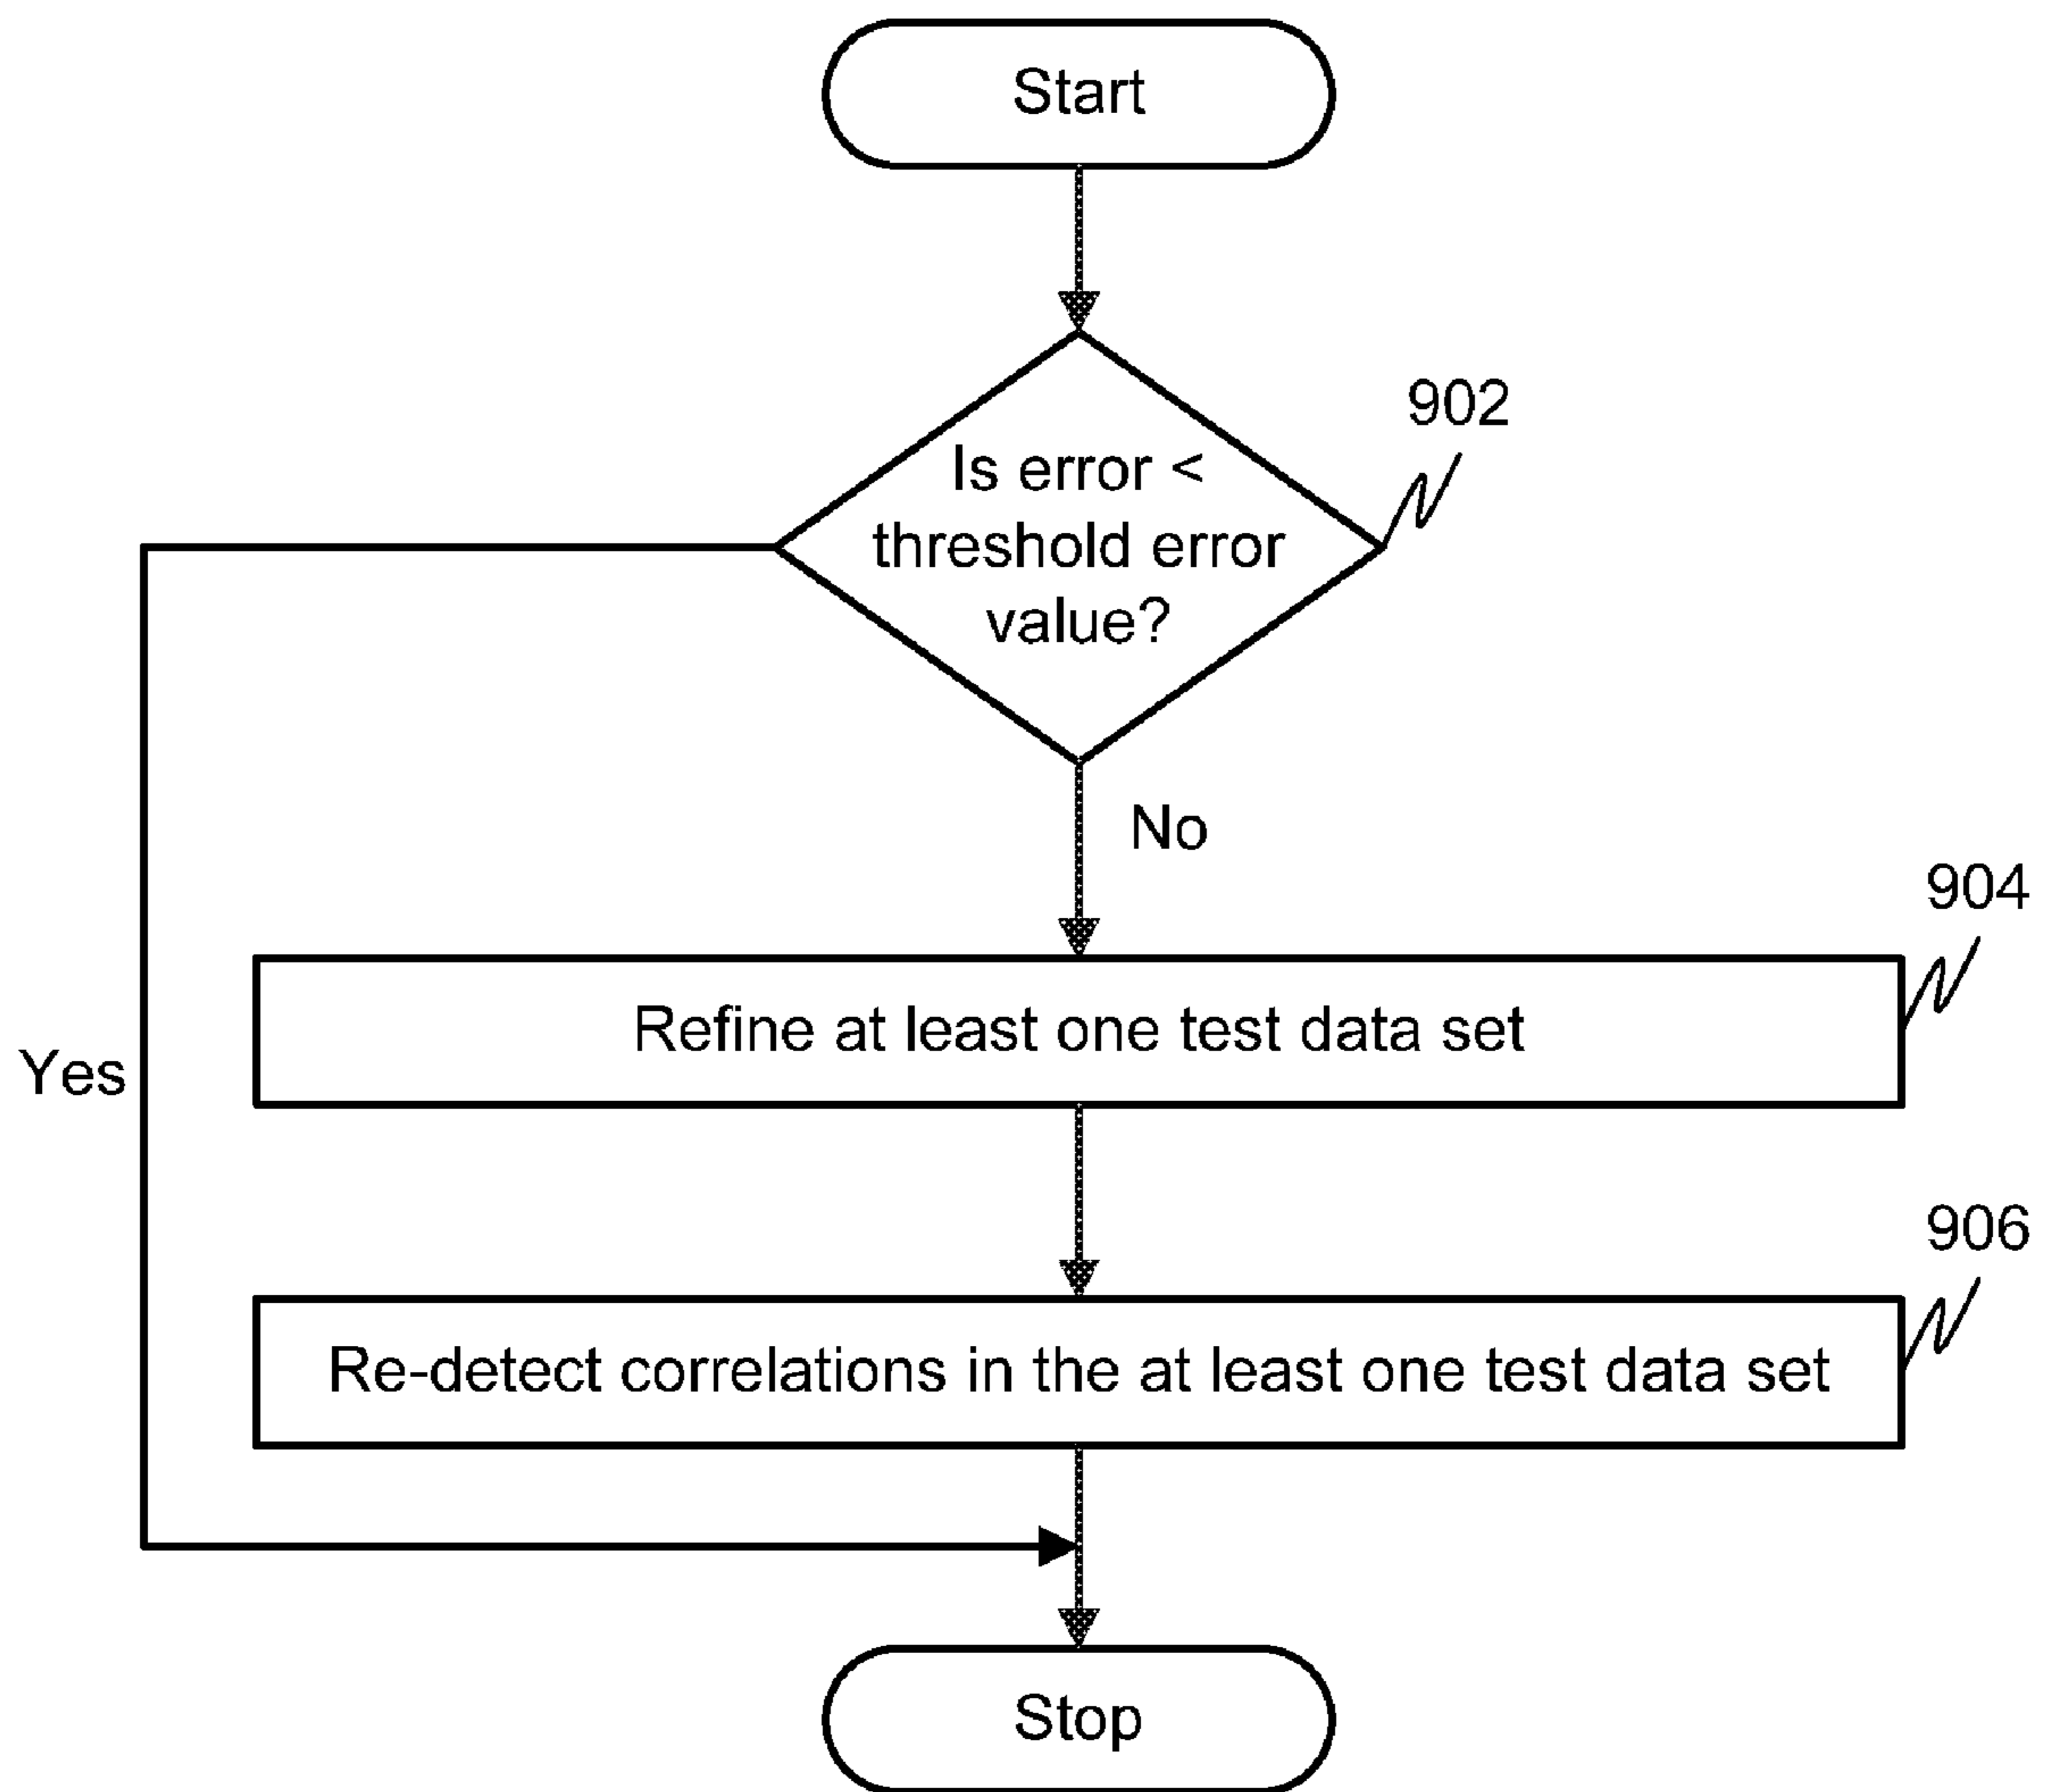 Start
902
Is error <
threshold error
value?
No
904
Refine at least one test data set
Yes
906
Re-detect correlations in the at least one test data set
Stop